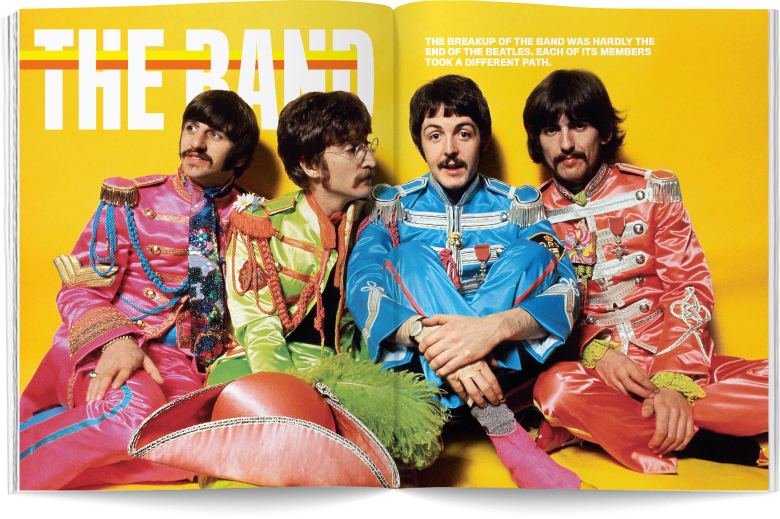 THE BAND
THE BREAKUP OF THE BAND WAS HARDLY THE
END OF THE BEATLES. EACH OF ITS MEMBERS
TOOK A DIFFERENT PATH.